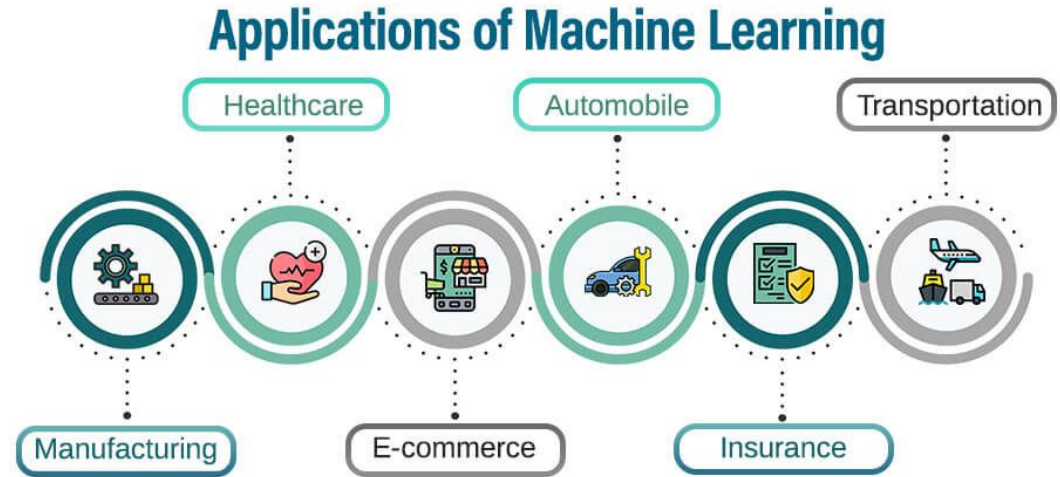 Applications of Machine Learning
Healthcare
Automobile
Transportation
$
Manufacturing
E-commerce
Insurance